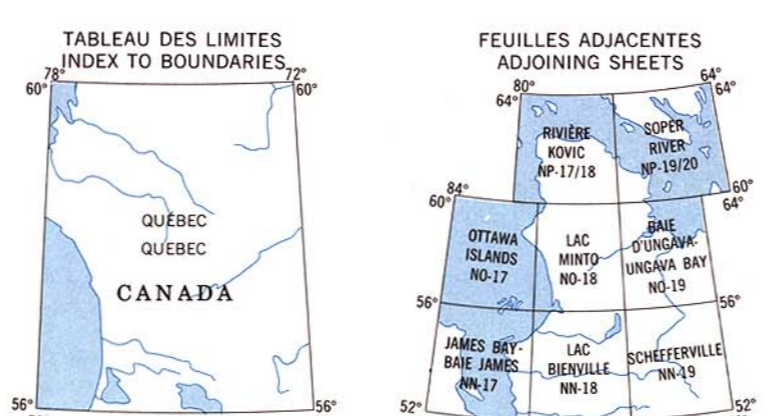 TABLEAU DES LIMITES
INDEX TO BOUNDARIES
78°
72°
60°
60°
QUÉBEC
QUEBEC
CANADA
56°
56°
FEUILLES ADJACENTES
ADJOINING SHEETS
80°
64°
64°
64°
RIVIÈRE
KOVIC
NP-17/18
SOPER
RIVER
NP-19/20
84°
60°
60°
64°
OTTAWA
ISLANDS
NO-17
LAC
MINTO
NO-18
BAIE
D'UNGAVA-
UNGAVA BAY
NO-19
56°
56°
JAMES BAY-
BAIE JAMES
NN-17
LAC
BIENVILLE
NN-18
SCHEFFERVILLE
NN-19
52°
52°